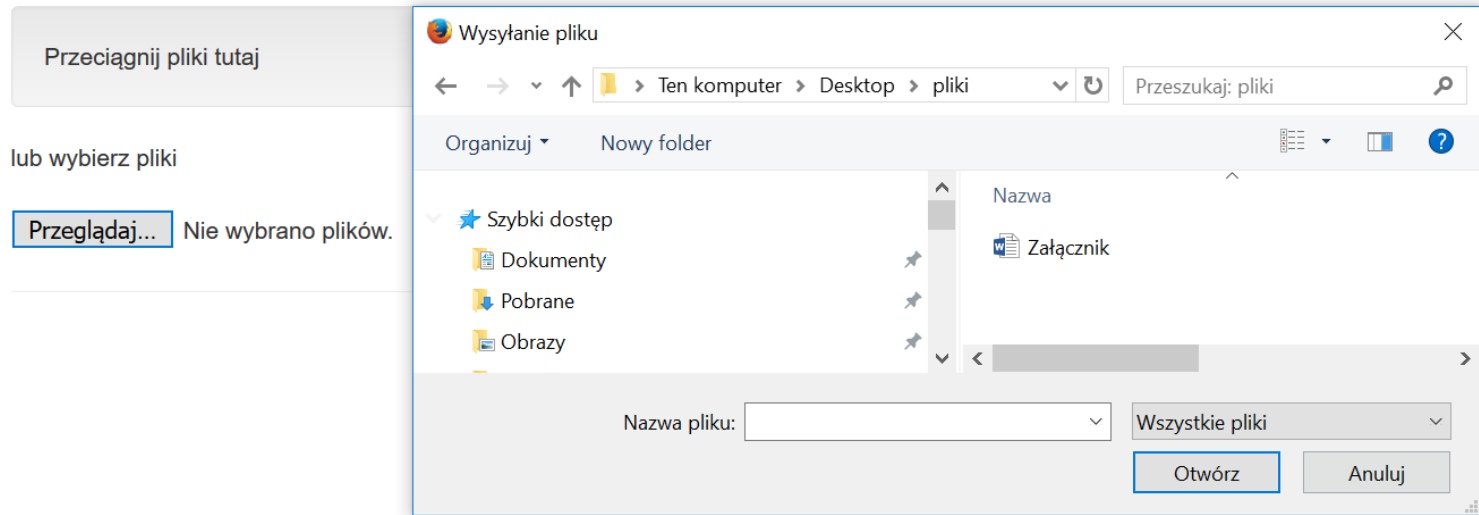 Przeciągnij pliki tutaj
lub wybierz pliki
Przeglądaj... Nie wybrano plików.
Wysyłanie pliku
Ten komputer > Desktop > pliki
Przeszukaj: pliki
Organizuj Nowy folder
?
Szybki dostęp
Dokumenty
Pobrane
Obrazy
Nazwa
Załącznik
Nazwa pliku:
Wszystkie pliki
Otwórz Anuluj